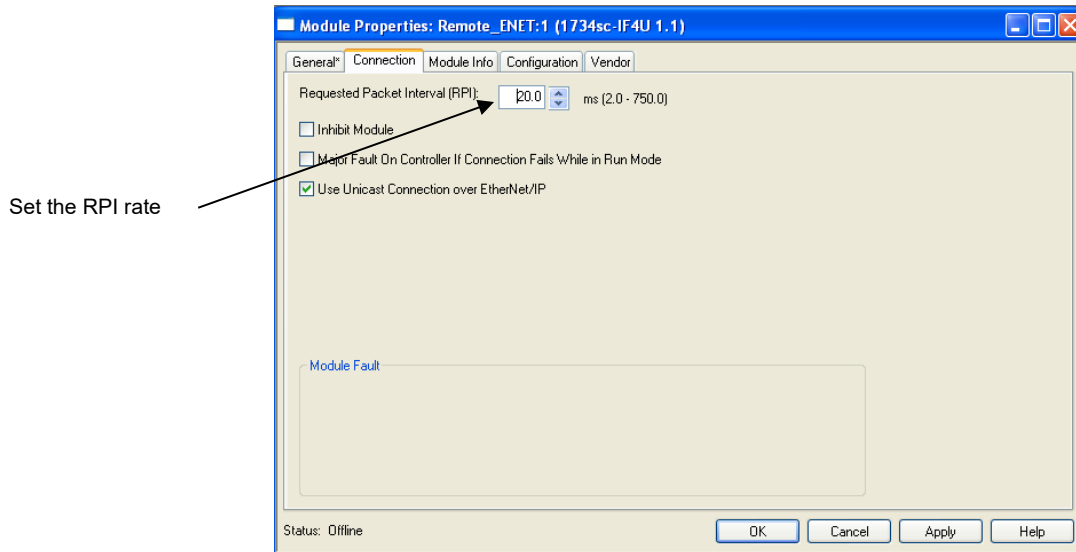 Module Properties: Remote_ENET:1 (1734sc-IF4U 1.1)
General* Connection Module Info Configuration Vendor
Requested Packet Interval (RPI): 20.0 ms (2.0 - 750.0)
Inhibit Module
Major Fault On Controller If Connection Fails While in Run Mode
Use Unicast Connection over EtherNet/IP
Set the RPI rate
Module Fault
Status: Offline
OK Cancel Apply Help